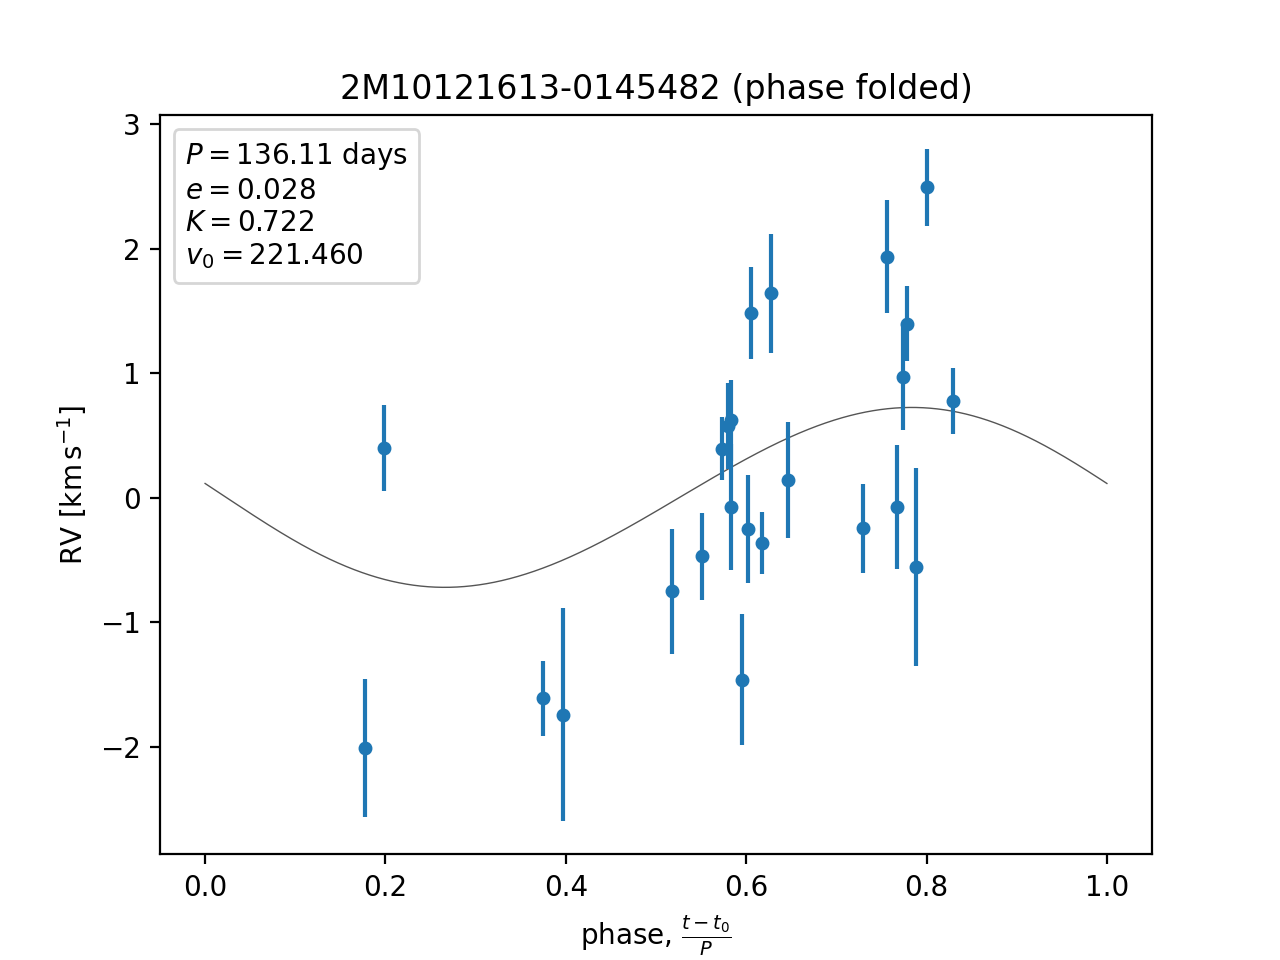 2M10121613-0145482 (phase folded)
P = 136.11 days
e = 0.028
K = 0.722
v₀ = 221.460
3
2
1
0
−1
−2
RV [km s⁻¹]
0.0 0.2 0.4 0.6 0.8 1.0
phase, (t − t₀)/P